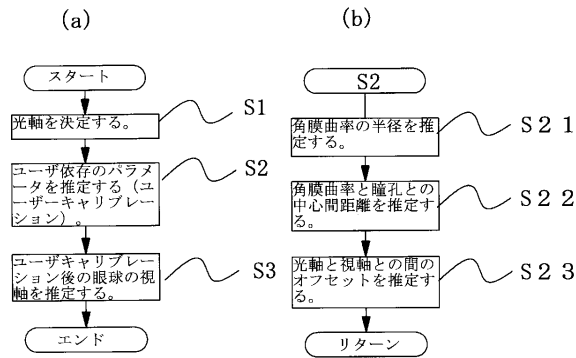 (a)
スタート
光軸を決定する。
S1
ユーザ依存のパラメ
ータを推定する（ユ
ーザーキャリブレー
ション）。
S2
ユーザキャリブレー
ション後の眼球の視
軸を推定する。
S3
エンド
(b)
S2
角膜曲率の半径を推
定する。
S21
角膜曲率と瞳孔との
中心間距離を推定す
る。
S22
光軸と視軸との間の
オフセットを推定す
る。
S23
リターン